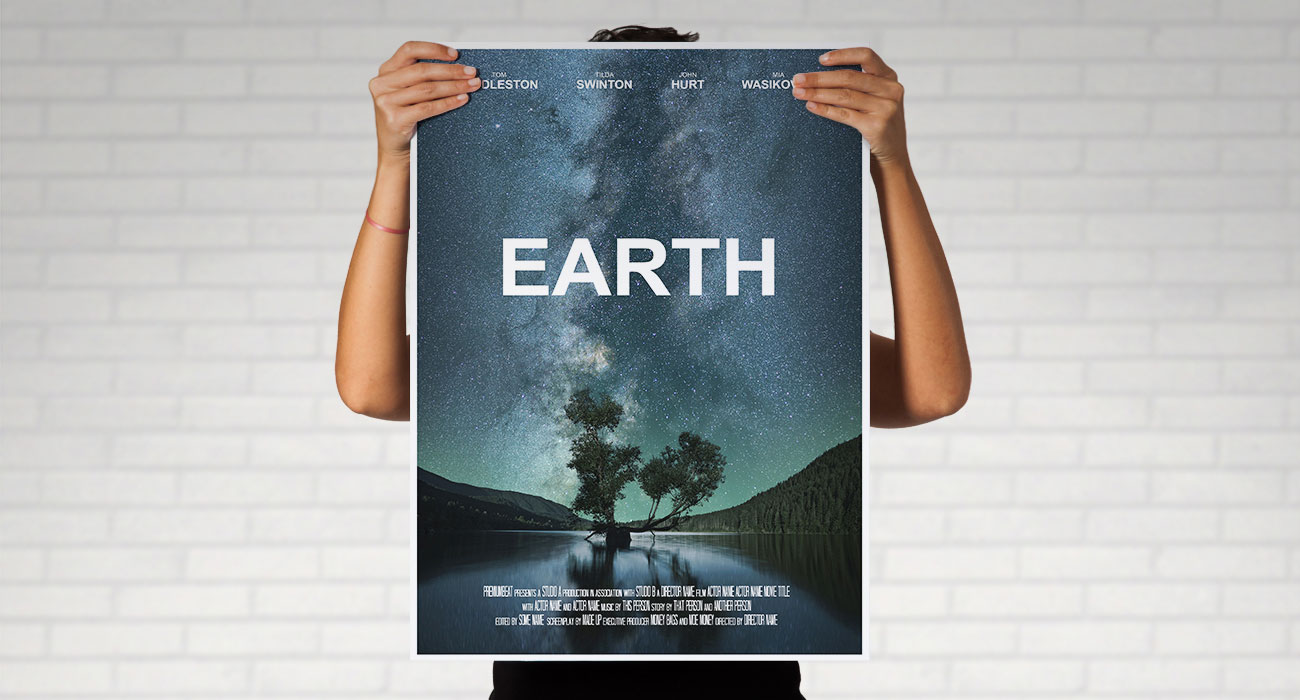 TOM TILDA JOHN MIA
DLESTON SWINTON HURT WASIKO
EARTH
PREMIUMBEAT PRESENTS A STUDIO A PRODUCTION IN ASSOCIATION WITH STUDIO B A DIRECTOR NAME FILM ACTOR NAME ACTOR NAME MOVIE TITLE
WITH ACTOR NAME AND ACTOR NAME MUSIC BY THIS PERSON STORY BY THAT PERSON AND ANOTHER PERSON
EDITED BY SOME NAME SCREENPLAY BY MADE UP EXECUTIVE PRODUCER MONEY BAGS AND MOE MONEY DIRECTED BY DIRECTOR NAME